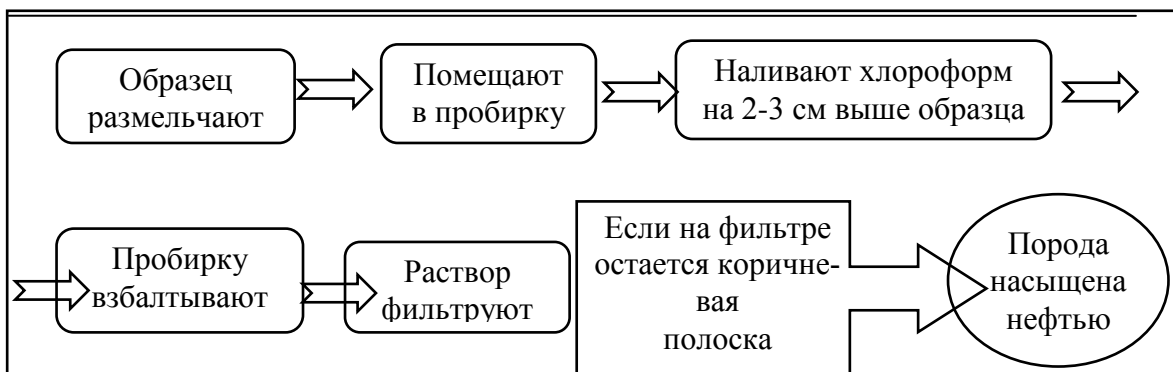 Образец
размельчают
Помещают
в пробирку
Наливают хлороформ
на 2-3 см выше образца
Пробирку
взбалтывают
Раствор
фильтруют
Если на фильтре
остается коричне-
вая
полоска
Порода
насыщена
нефтью